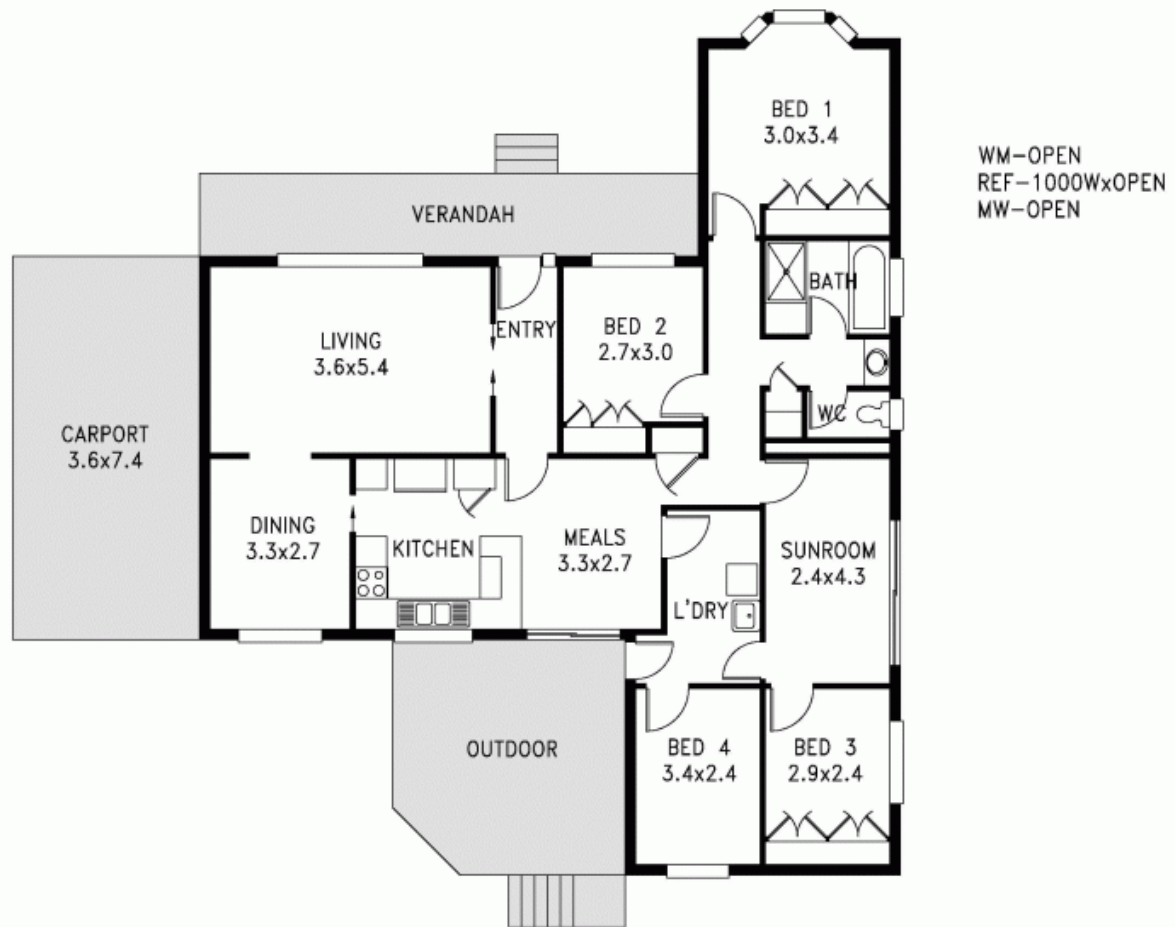 BED 1
3.0x3.4
WM-OPEN
REF-1000WxOPEN
MW-OPEN
VERANDAH
BATH
ENTRY
BED 2
2.7x3.0
LIVING
3.6x5.4
WC
CARPORT
3.6x7.4
DINING
3.3x2.7
KITCHEN
MEALS
3.3x2.7
SUNROOM
2.4x4.3
L'DRY
OUTDOOR
BED 4
3.4x2.4
BED 3
2.9x2.4